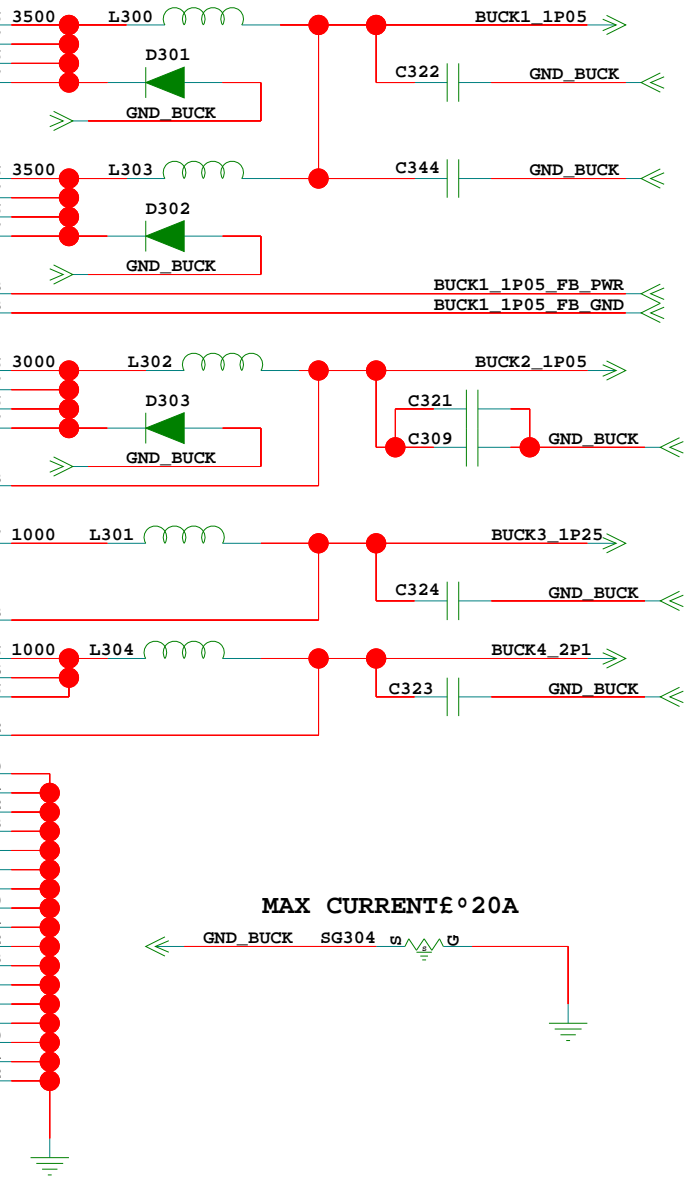 3500 L300 BUCK1_1P05
D301
C322 GND_BUCK
GND_BUCK
3500 L303 C344 GND_BUCK
D302
GND_BUCK
BUCK1_1P05_FB_PWR
BUCK1_1P05_FB_GND
3000 L302 BUCK2_1P05
D303 C321
C309 GND_BUCK
GND_BUCK
1000 L301 BUCK3_1P25
C324 GND_BUCK
1000 L304 BUCK4_2P1
C323 GND_BUCK
MAX CURRENT£º20A
GND_BUCK SG304 S s G